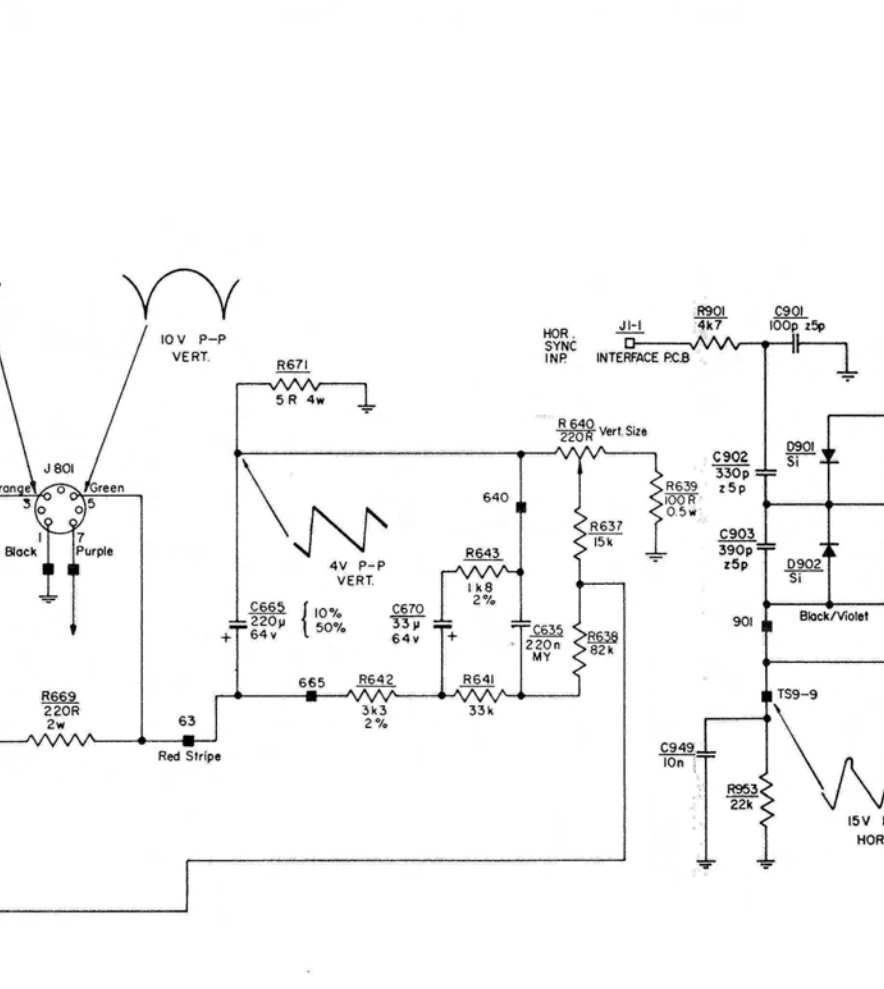 10V P-P
VERT.
J 801
Green
3
5
1
7
Black
Purple
R669
220R
2w
63
Red Stripe
R671
5R 4w
4V P-P
VERT.
C665
220µ
64v
10%
50%
+
665
R642
3k3
2%
C670
33µ
64v
+
R643
1k8
2%
R641
33k
640
C635
220n
MY
R640
220R
Vert. Size
R637
15k
R638
82k
R639
100R
0.5w
HOR.
SYNC
INP.
J1-1
INTERFACE P.C.B
R901
4k7
C901
100p z5p
C902
330p
z5p
D901
Si
C903
390p
z5p
D902
Si
901
Black/Violet
TS9-9
C949
10n
R953
22k
15V
HOR